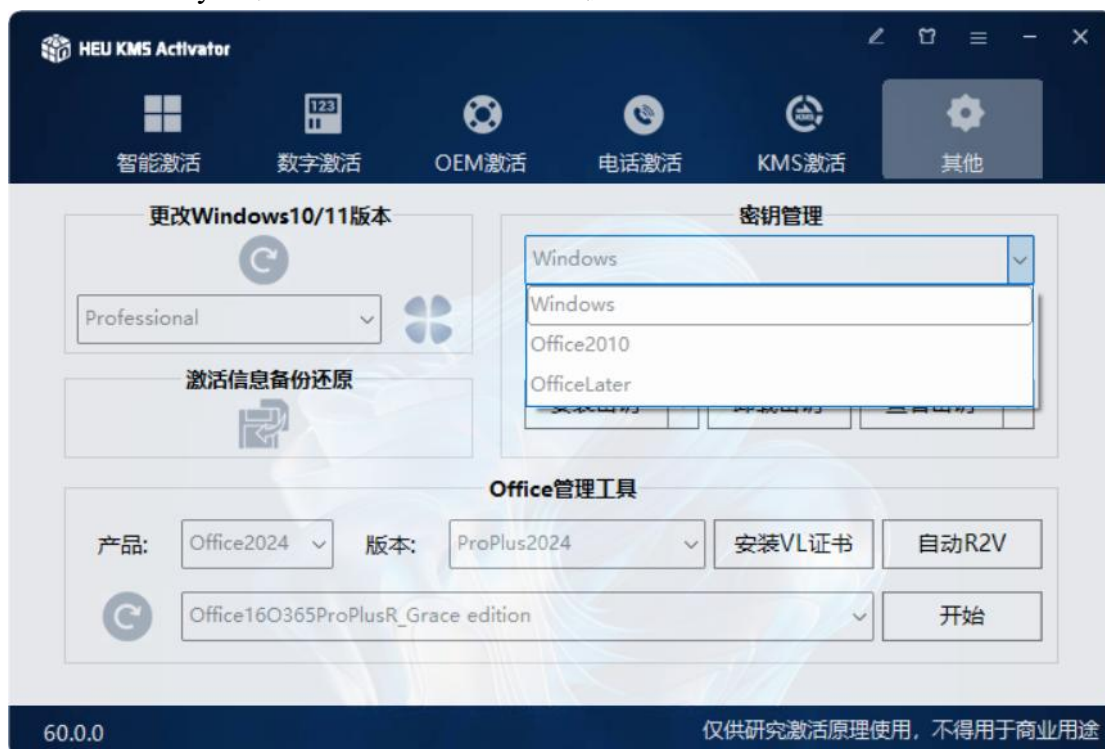 HEU KMS Activator
智能激活
123
数字激活
OEM激活
电话激活
KMS
KMS激活
其他
更改Windows10/11版本
Professional
激活信息备份还原
密钥管理
Windows
Windows
Office2010
OfficeLater
Office管理工具
产品: Office2024 版本: ProPlus2024 安装VL证书 自动R2V
Office16O365ProPlusR_Grace edition 开始
60.0.0 仅供研究激活原理使用，不得用于商业用途